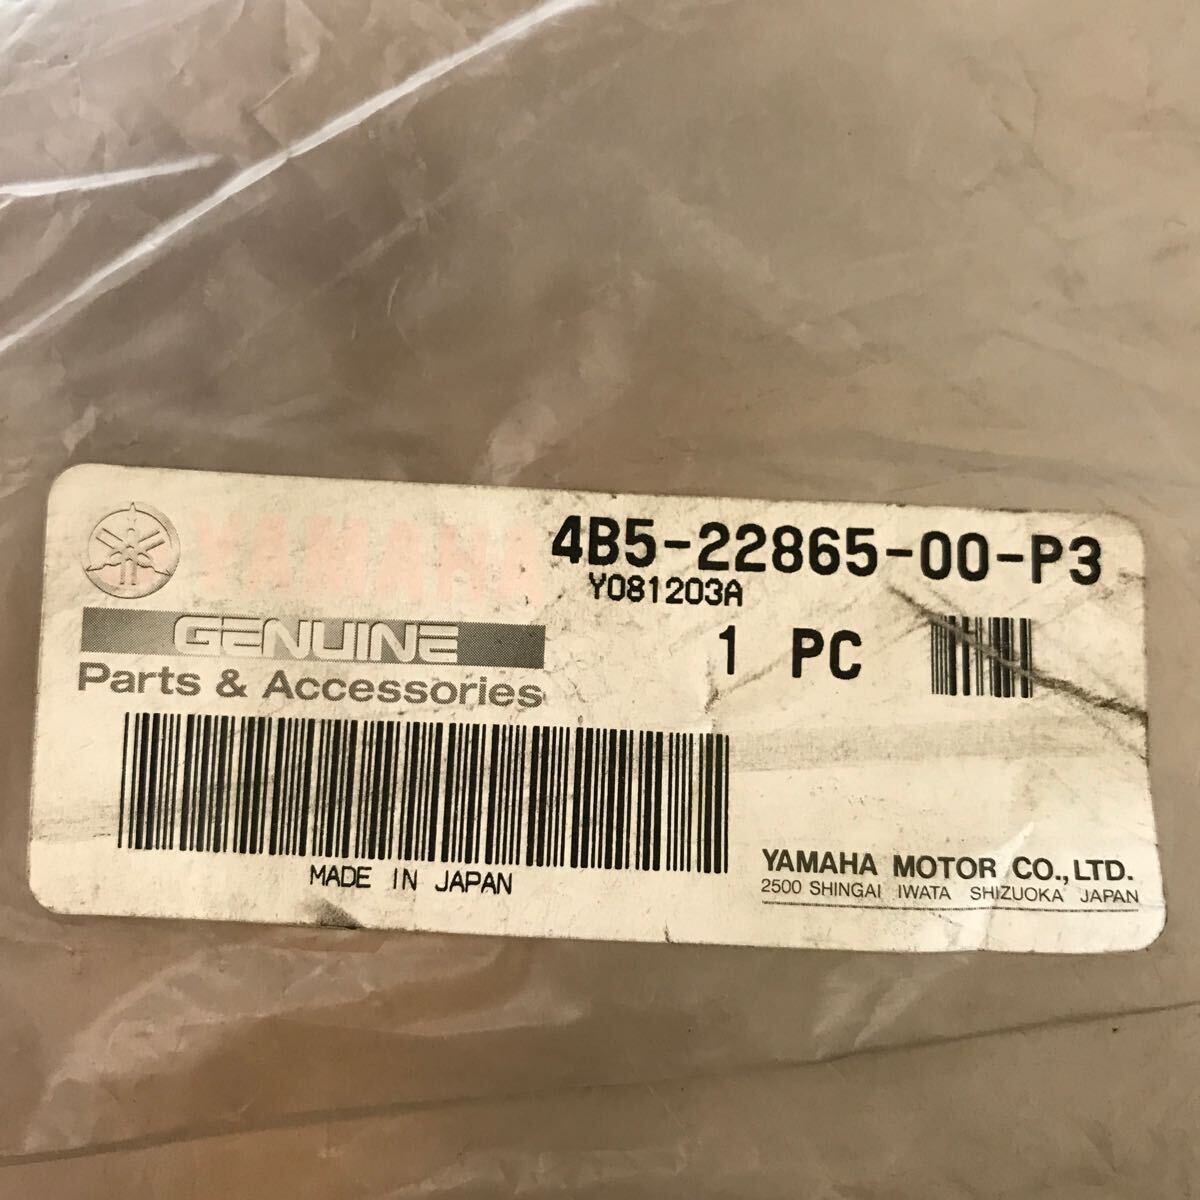 YAMAHA
GENUINE
Parts & Accessories
4B5-22865-00-P3
Y081203A
1 PC
MADE IN JAPAN
YAMAHA MOTOR CO.,LTD.
2500 SHINGAI IWATA SHIZUOKA JAPAN